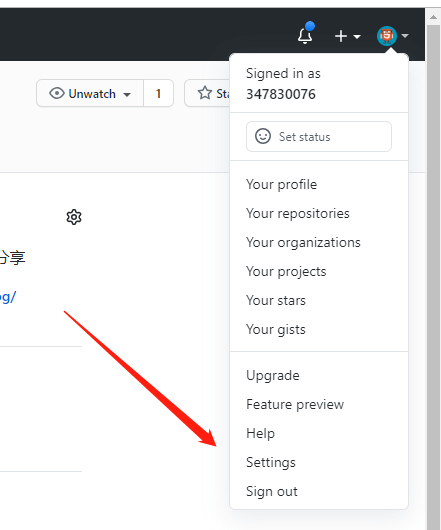 Signed in as
347830076
Unwatch 1
Sta
Set status
Your profile
Your repositories
Your organizations
分享
Your projects
og/
Your stars
Your gists
Upgrade
Feature preview
Help
Settings
Sign out